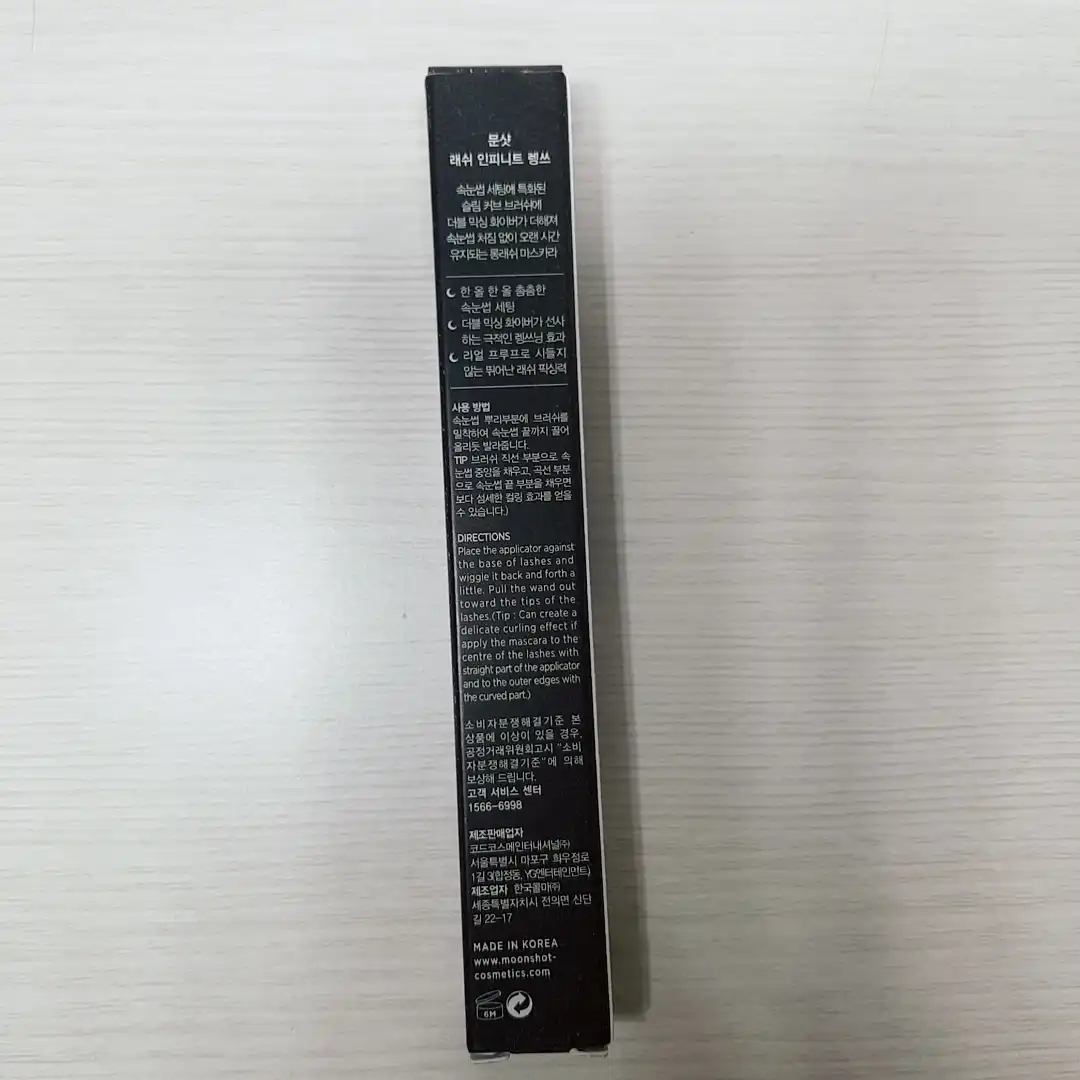 문샷
래쉬 인피니트 렝쓰
속눈썹 세팅에 특화된
슬림 커브 브러쉬에
더블 믹싱 화이버가 더해져
속눈썹 처짐 없이 오랜 시간
유지되는 롱래쉬 마스카라
한 올 한 올 촘촘한
속눈썹 세팅
더블 믹싱 화이버가 선사
하는 극적인 렝쓰닝 효과
리얼 프루프로 시들지
않는 뛰어난 래쉬 픽싱력
사용 방법
속눈썹 뿌리부분에 브러쉬를
밀착하여 속눈썹 끝까지 끌어
올리듯 발라줍니다.
TIP 브러쉬 직선 부분으로 속
눈썹 중앙을 채우고, 곡선 부분
으로 속눈썹 끝 부분을 채우면
보다 섬세한 컬링 효과를 얻을
수 있습니다.)
DIRECTIONS
Place the applicator against
the base of lashes and
wiggle it back and forth a
little. Pull the wand out
toward the tips of the
lashes.(Tip : Can create a
delicate curling effect if
apply the mascara to the
centre of the lashes with
straight part of the applicator
and to the outer edges with
the curved part.)
소비자분쟁해결기준 본
상품에 이상이 있을 경우,
공정거래위원회고시 "소비
자분쟁해결기준"에 의해
보상해 드립니다.
고객 서비스 센터
1566-6998
제조판매업자
코드코스메인터내셔널㈜
서울특별시 마포구 희우정로
1길 3(합정동, YG엔터테인먼트)
제조업자 한국콜마㈜
세종특별자치시 전의면 신단
길 22-17
MADE IN KOREA
www.moonshot-
cosmetics.com
6M